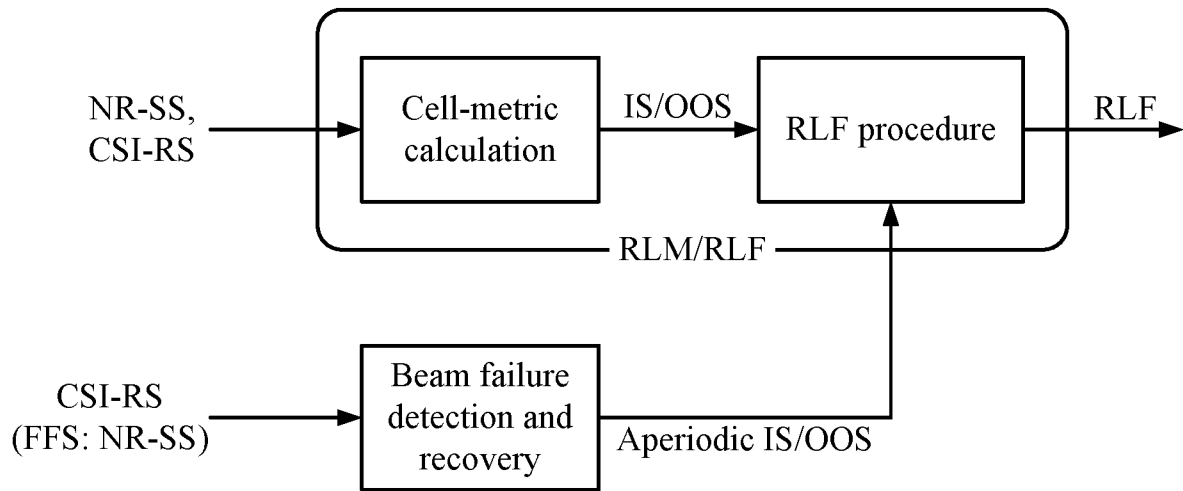 NR-SS,
CSI-RS
Cell-metric
calculation
IS/OOS
RLF procedure
RLF
RLM/RLF
CSI-RS
(FFS: NR-SS)
Beam failure
detection and
recovery
Aperiodic IS/OOS